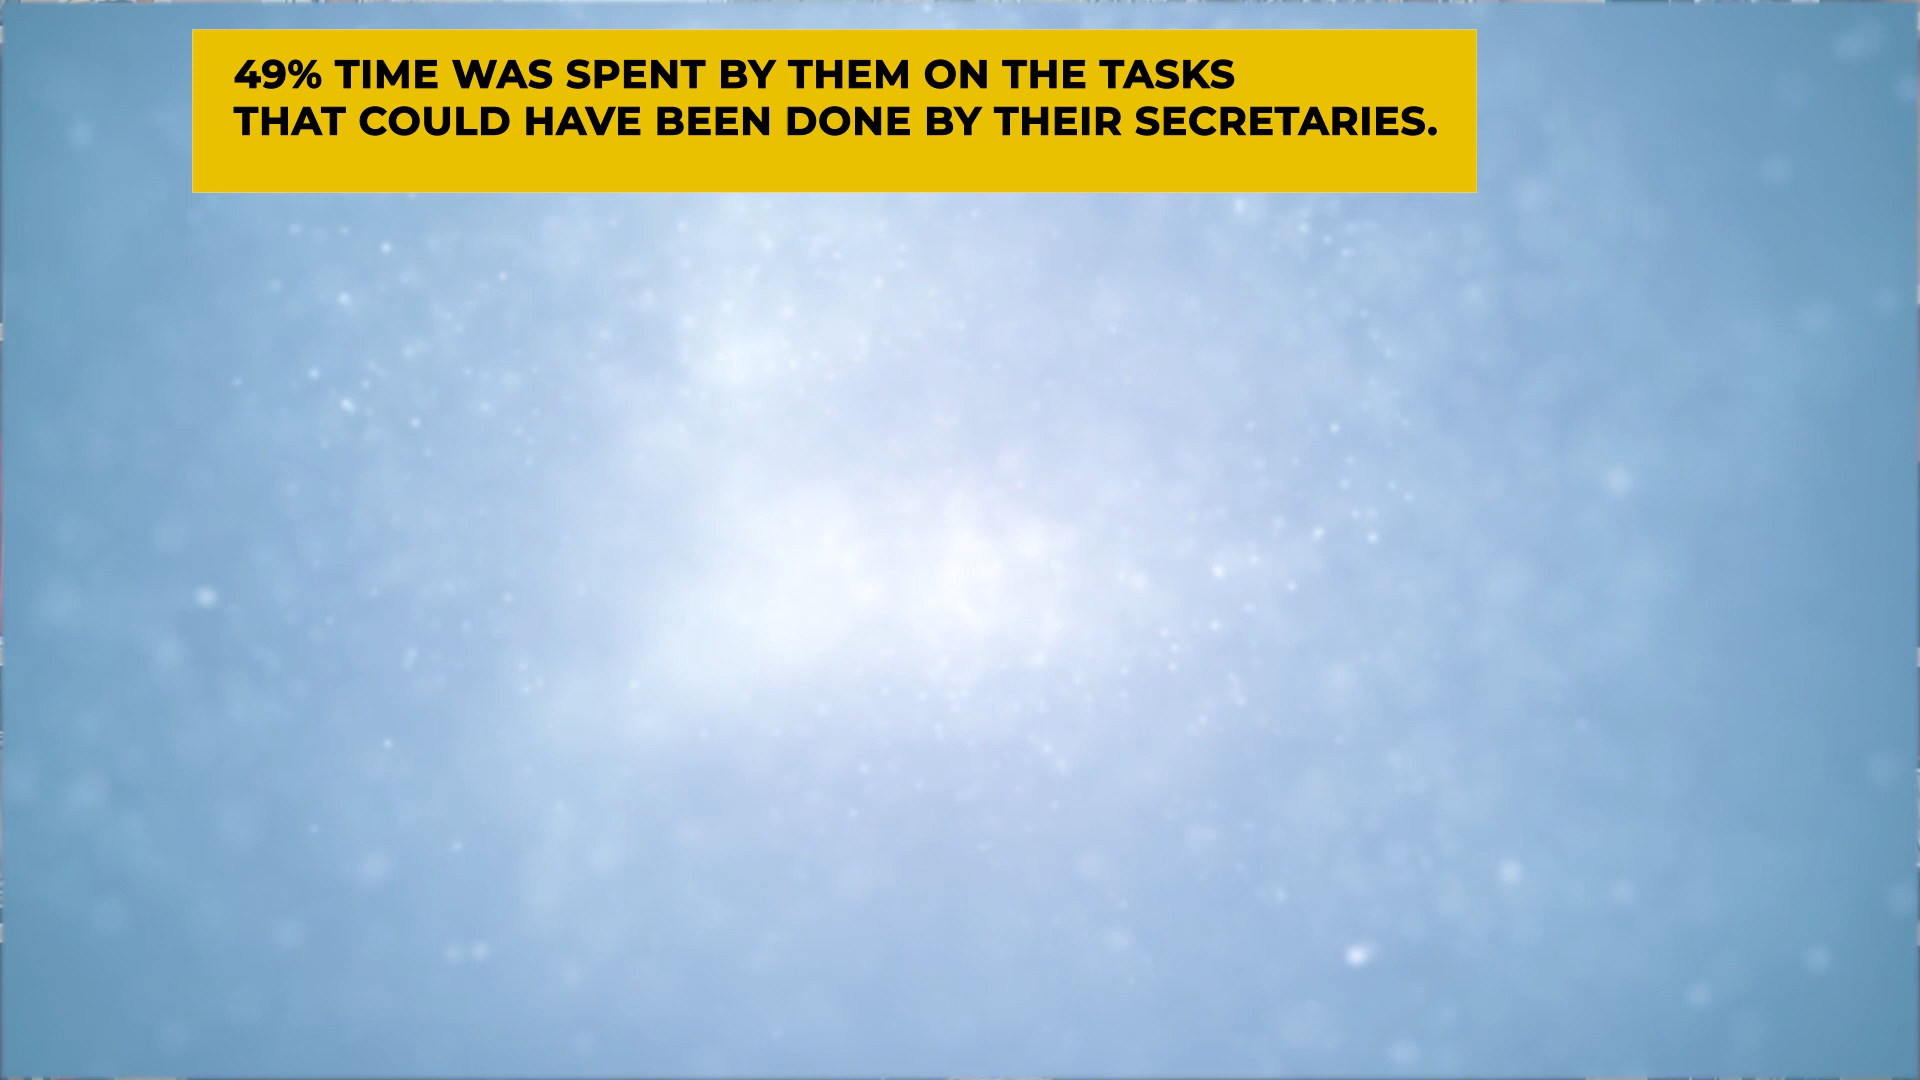 49% TIME WAS SPENT BY THEM ON THE TASKS
THAT COULD HAVE BEEN DONE BY THEIR SECRETARIES.